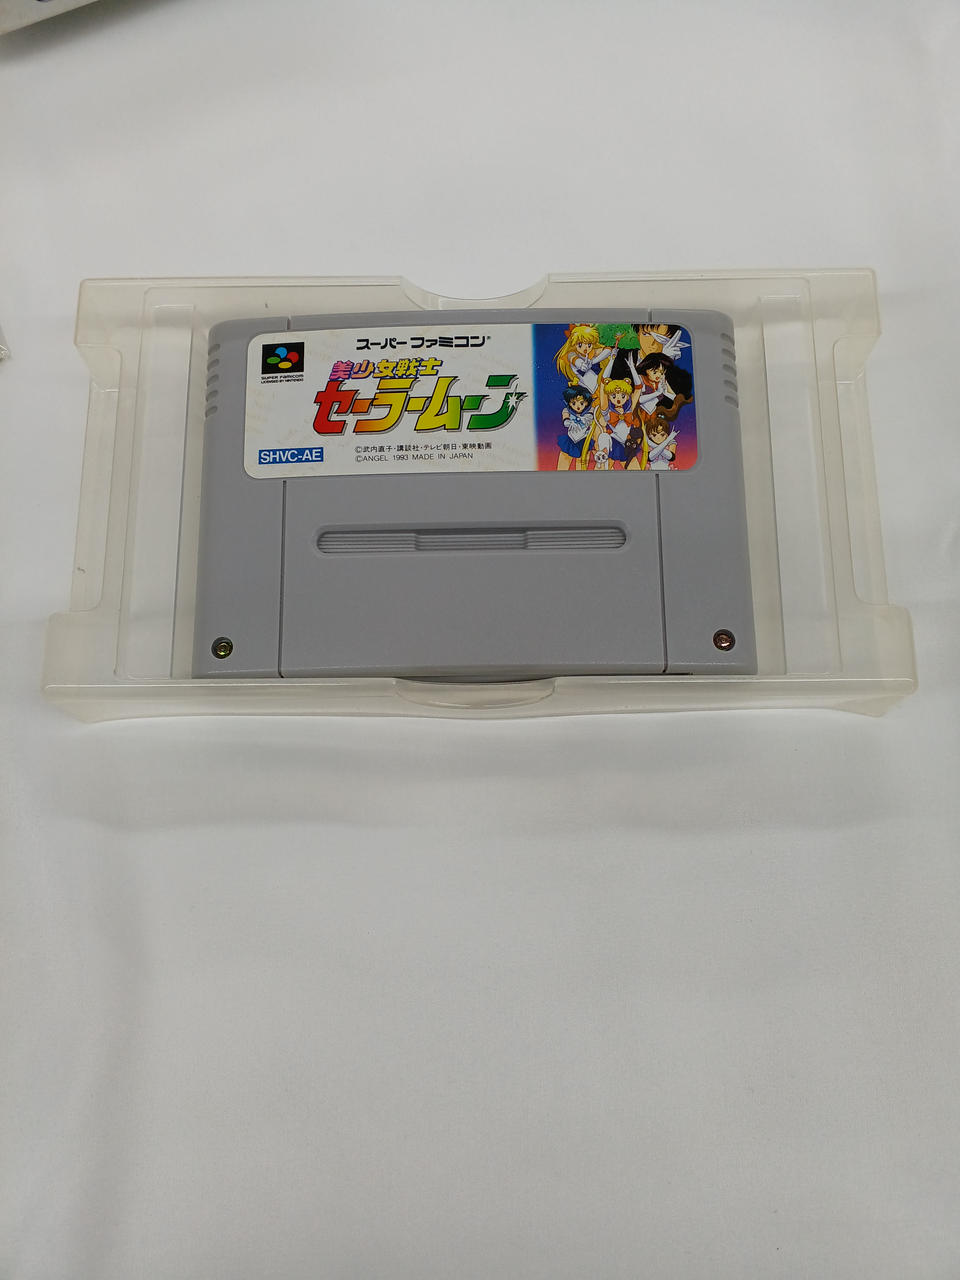 スーパーファミコン®
SUPER FAMICOM
LICENSED BY NINTENDO
美少女戦士
セーラームーン
SHVC-AE
©武内直子・講談社・テレビ朝日・東映動画
©ANGEL 1993 MADE IN JAPAN